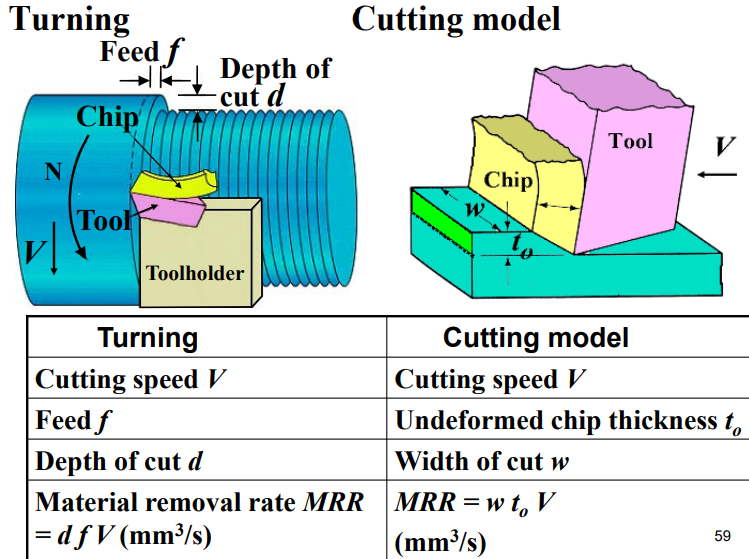 Turning
Cutting model
Feed f
Depth of
cut d
Chip
N
Tool
V
Toolholder
Tool
V
Chip
w
to
Turning
Cutting model
Cutting speed V
Cutting speed V
Feed f
Undeformed chip thickness to
Depth of cut d
Width of cut w
Material removal rate MRR
= d f V (mm³/s)
MRR = w to V
(mm³/s)
59